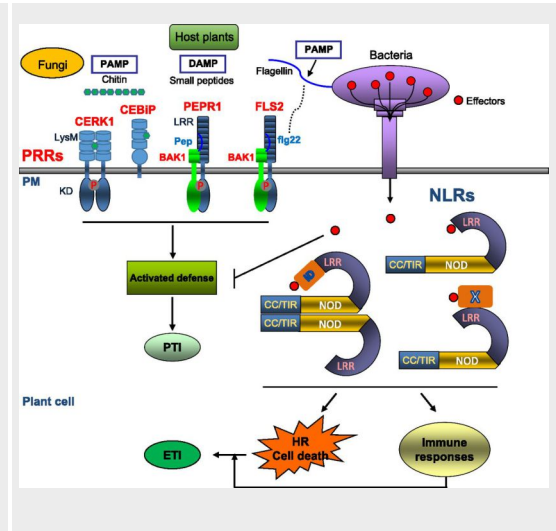 Host plants
PAMP
Fungi
PAMP
DAMP
Bacteria
Chitin
Small peptides
Flagellin
Effectors
CERK1
CEBiP
PEPR1
FLS2
LRR
LysM
Pep
flg22
PRRs
BAK1
BAK1
PM
KD
P
P
P
NLRs
LRR
LRR
CC/TIR
NOD
Activated defense
D
X
CC/TIR
NOD
CC/TIR
NOD
PTI
LRR
LRR
CC/TIR
NOD
Plant cell
HR
Cell death
Immune
responses
ETI